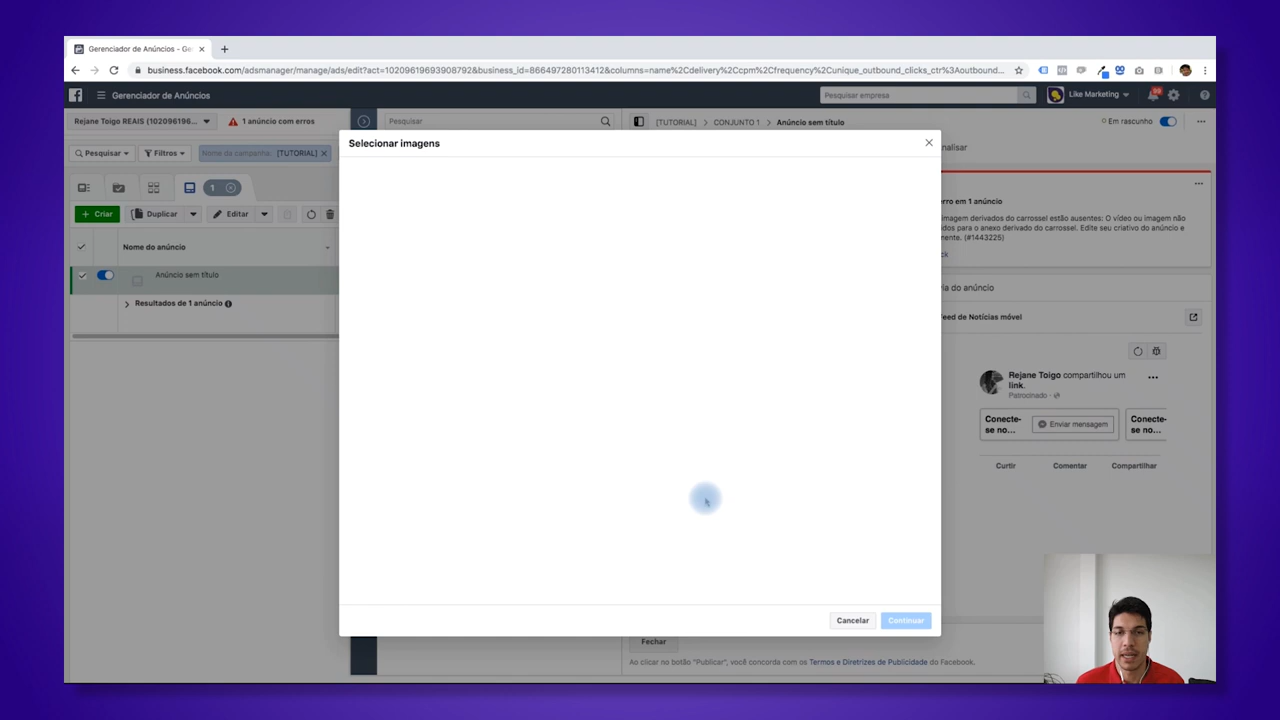 Gerenciador de Anúncios - Ge
business.facebook.com/adsmanager/manage/ads/edit?act=10209619693908792&business_id=866497280113412&columns=name%2Cdelivery%2Ccpm%2Cfrequency%2Cunique_outbound_clicks_ctr%3Aoutbound...
Gerenciador de Anúncios
Pesquisar empresa
Like Marketing
99
Rejane Toigo REAIS (102096196...
1 anúncio com erros
Pesquisar
[TUTORIAL] > CONJUNTO 1 > Anúncio sem título
Em rascunho
Pesquisar
Filtros
Nome da campanha: [TUTORIAL]
Selecionar imagens
nalisar
1
Criar
Duplicar
Editar
rro em 1 anúncio
imagem derivados do carrossel estão ausentes: O vídeo ou imagem não
dos para o anexo derivado do carrossel. Edite seu criativo do anúncio e
mente. (#1443225)
ck
Nome do anúncio
Anúncio sem título
Resultados de 1 anúncio
ia do anúncio
eed de Notícias móvel
Rejane Toigo compartilhou um
link.
Patrocinado
Conecte-
se no...
Enviar mensagem
Conecte-
se no...
Curtir
Comentar
Compartilhar
Cancelar
Continuar
Fechar
Ao clicar no botão "Publicar", você concorda com os Termos e Diretrizes de Publicidade do Facebook.